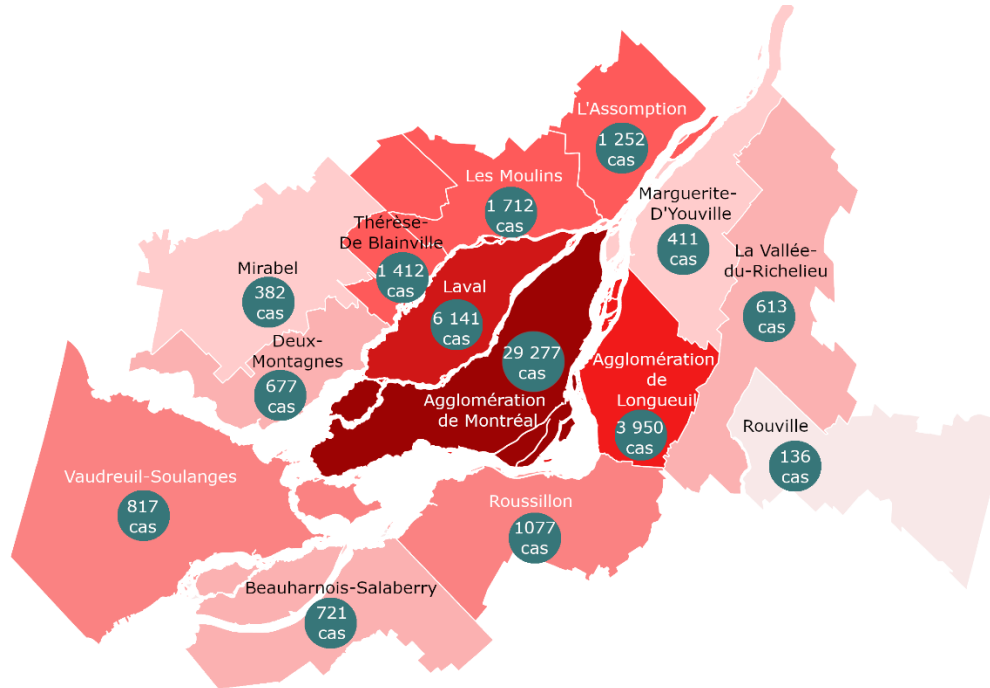 L'Assomption
1 252
cas
Les Moulins
1 712
cas
Marguerite-
D'Youville
411
cas
Thérèse-
De Blainville
1 412
cas
La Vallée-
du-Richelieu
613
cas
Mirabel
382
cas
Laval
6 141
cas
Deux-
Montagnes
677
cas
29 277
cas
Agglomération
de Montréal
Agglomération
de
Longueuil
3 950
cas
Rouville
136
cas
Vaudreuil-Soulanges
817
cas
Roussillon
1077
cas
Beauharnois-Salaberry
721
cas